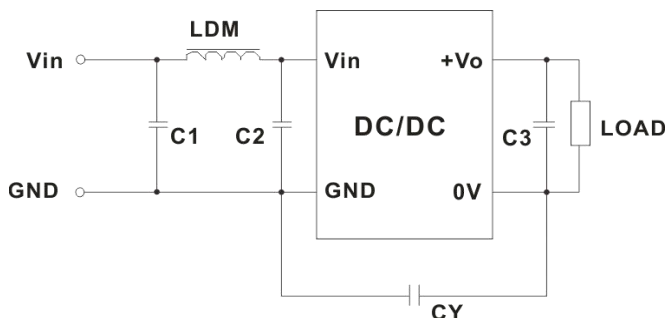 LDM
Vin
Vin
+Vo
C1
C2
DC/DC
C3
LOAD
GND
GND
0V
CY